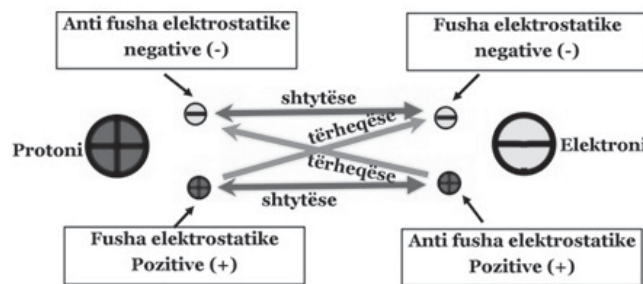 Anti fusha elektrostatike
negative (-)
Fusha elektrostatike
negative (-)
shtytëse
tërheqëse
Protoni
Elektroni
tërheqëse
shtytëse
Fusha elektrostatike
Pozitive (+)
Anti fusha elektrostatike
Pozitive (+)